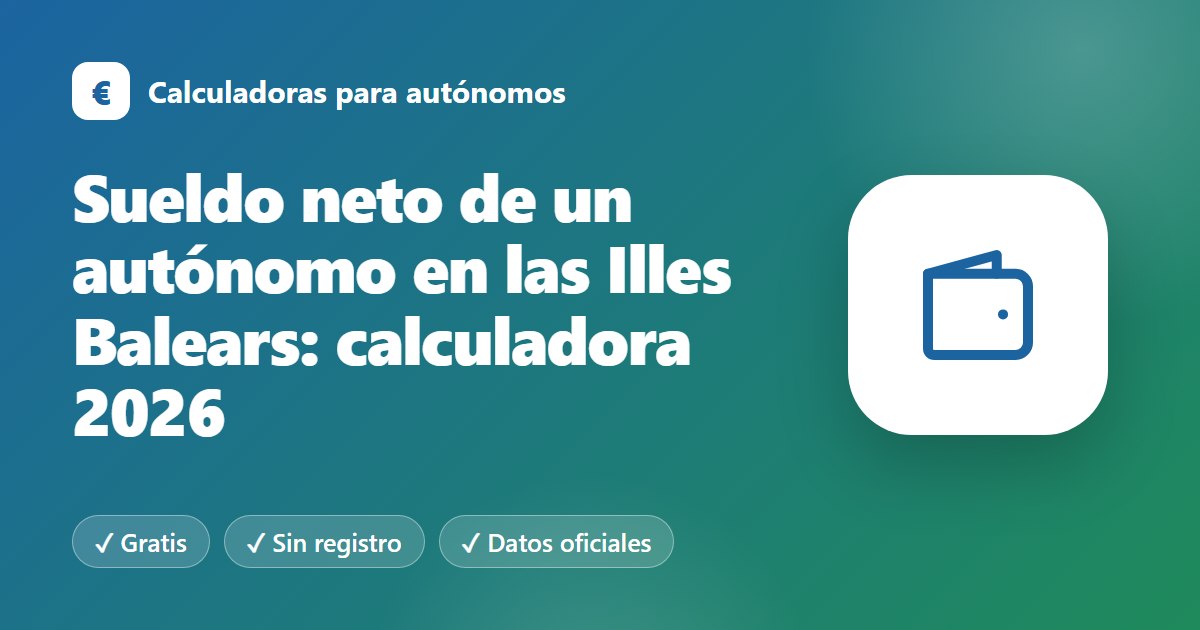 €
Calculadoras para autónomos
Sueldo neto de un
autónomo en las Illes
Balears: calculadora
2026
✓ Gratis
✓ Sin registro
✓ Datos oficiales